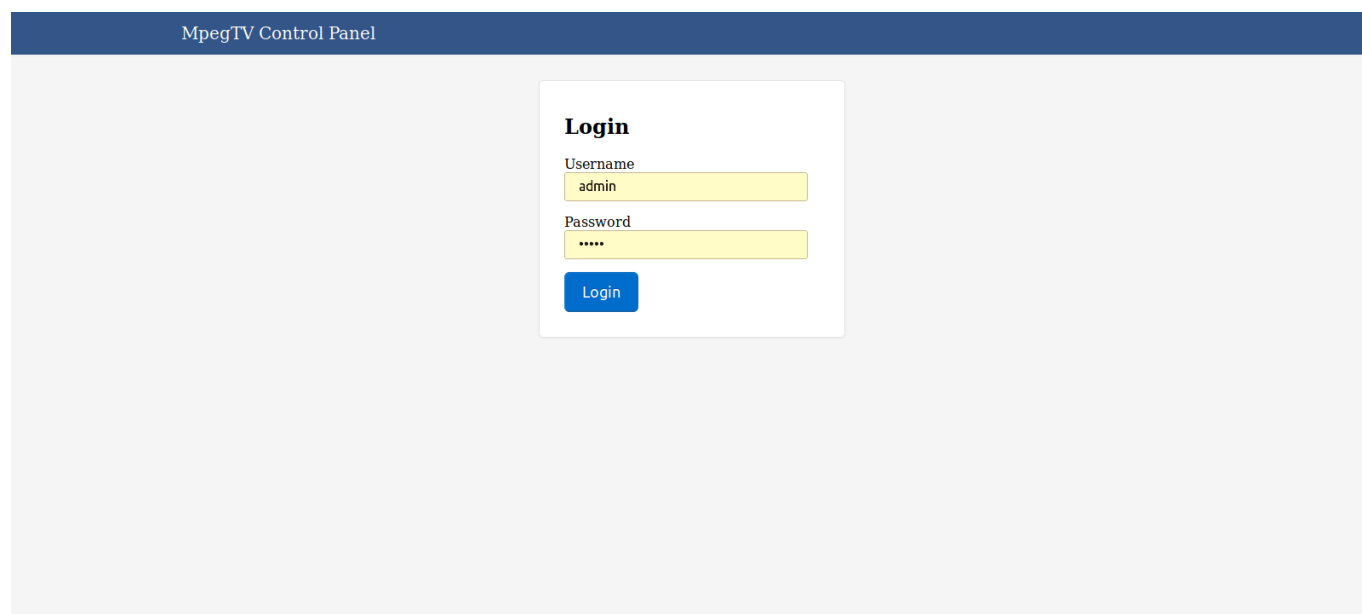 MpegTV Control Panel
Login
Username
admin
Password
•••••
Login